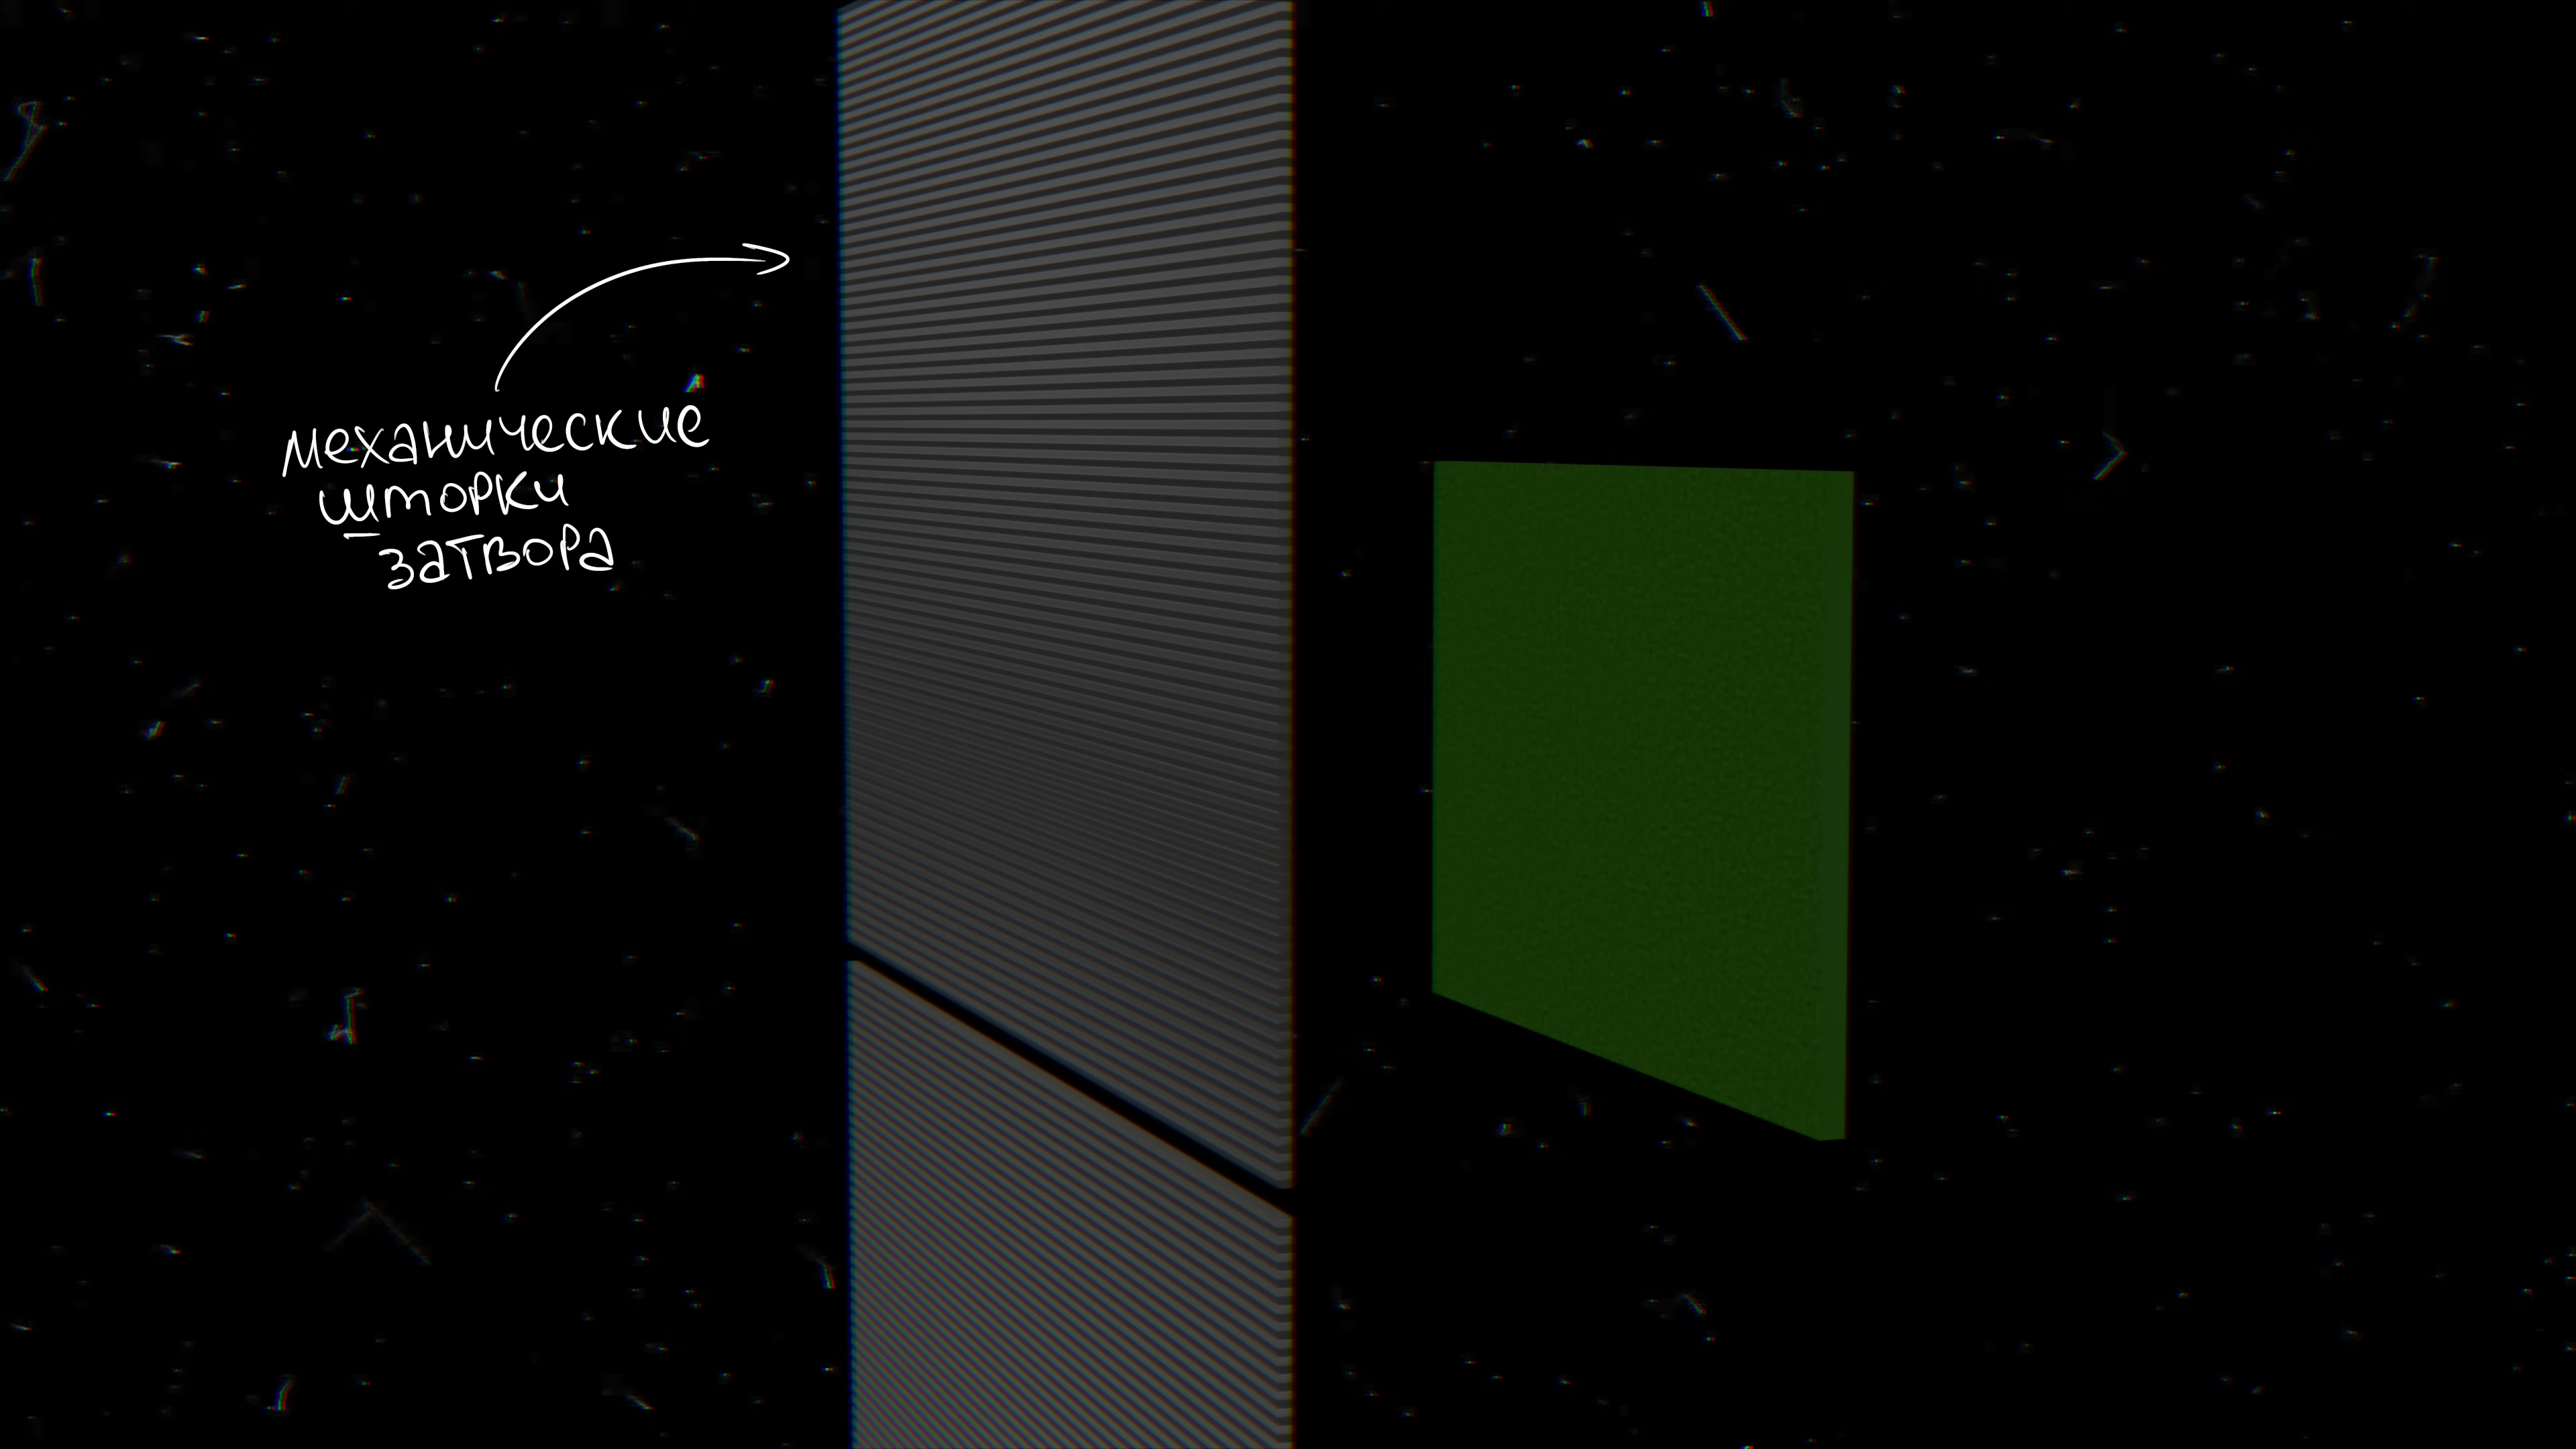 механические
шторки
затвора